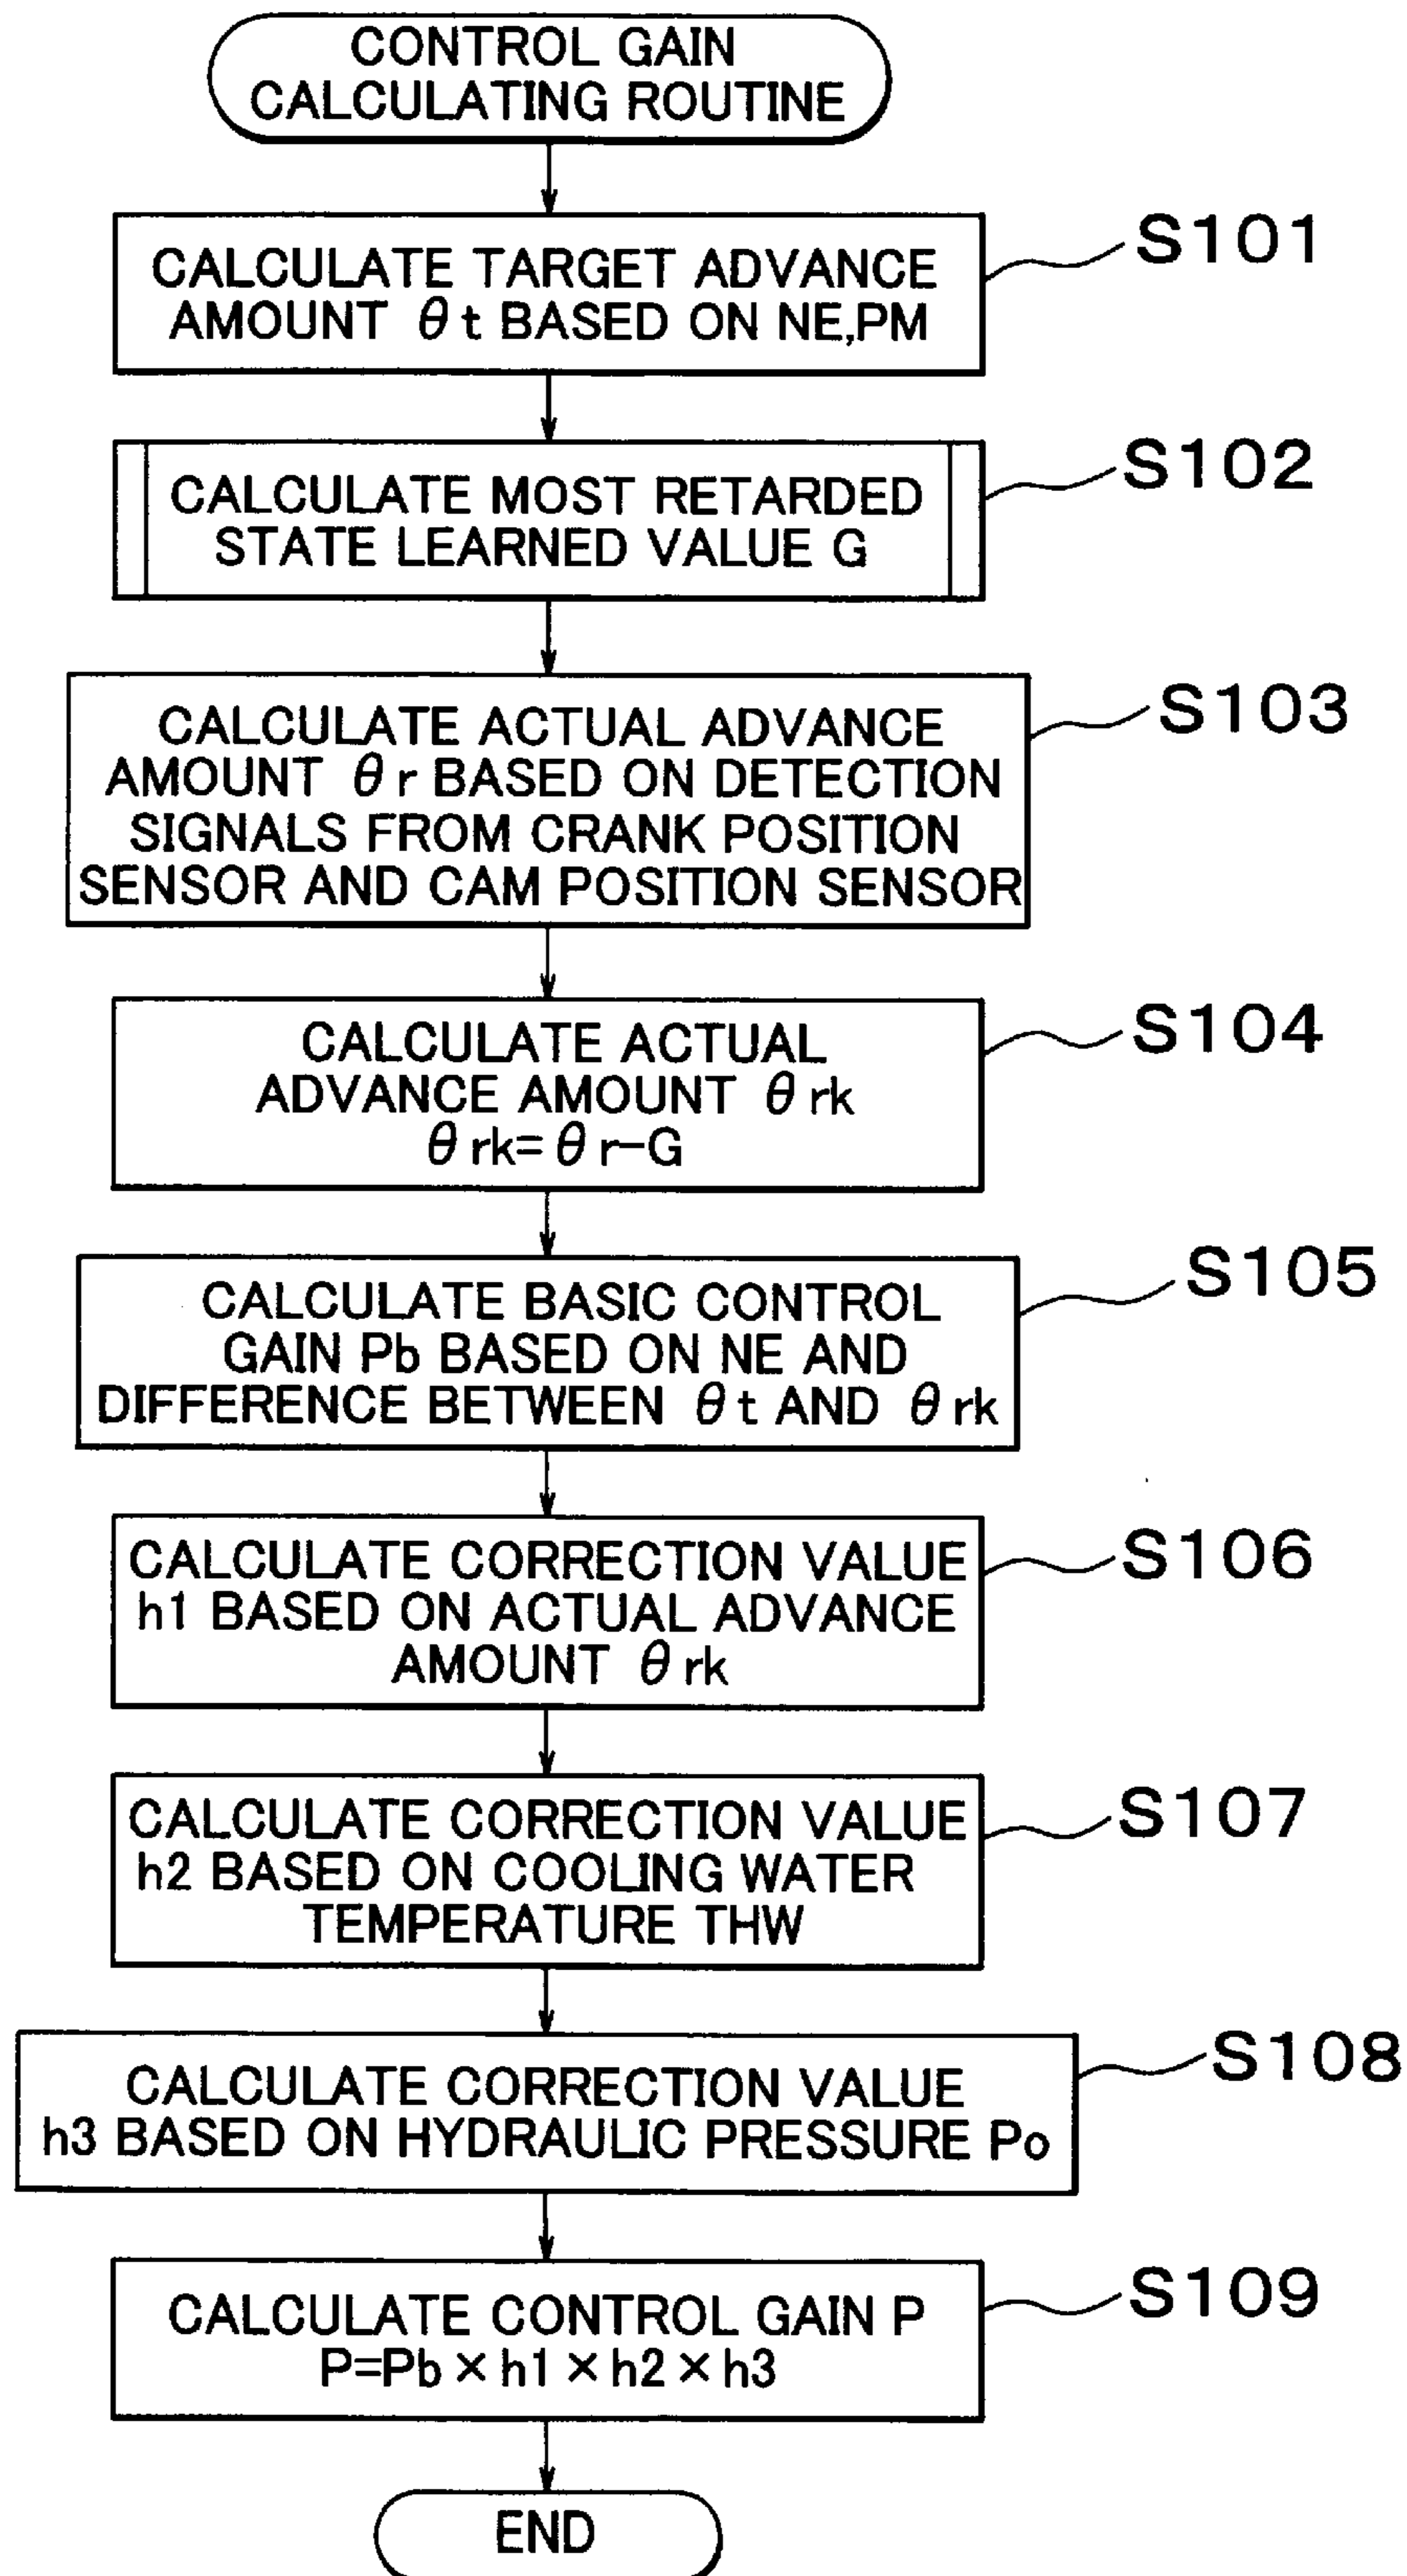 CONTROL GAIN
CALCULATING ROUTINE
CALCULATE TARGET ADVANCE
AMOUNT θt BASED ON NE,PM
S101
CALCULATE MOST RETARDED
STATE LEARNED VALUE G
S102
CALCULATE ACTUAL ADVANCE
AMOUNT θr BASED ON DETECTION
SIGNALS FROM CRANK POSITION
SENSOR AND CAM POSITION SENSOR
S103
CALCULATE ACTUAL
ADVANCE AMOUNT θrk
θrk=θr-G
S104
CALCULATE BASIC CONTROL
GAIN Pb BASED ON NE AND
DIFFERENCE BETWEEN θt AND θrk
S105
CALCULATE CORRECTION VALUE
h1 BASED ON ACTUAL ADVANCE
AMOUNT θrk
S106
CALCULATE CORRECTION VALUE
h2 BASED ON COOLING WATER
TEMPERATURE THW
S107
CALCULATE CORRECTION VALUE
h3 BASED ON HYDRAULIC PRESSURE Po
S108
CALCULATE CONTROL GAIN P
P=Pb×h1×h2×h3
S109
END